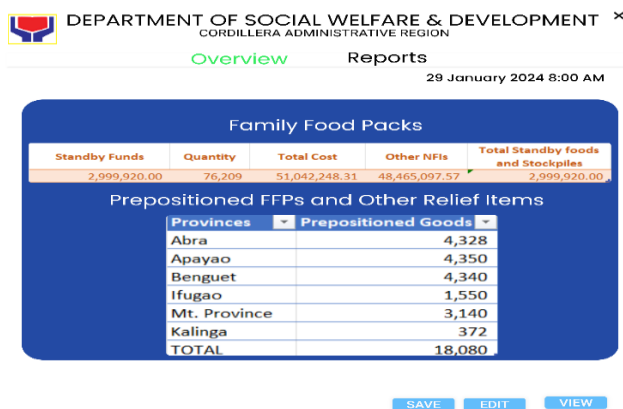 DEPARTMENT OF SOCIAL WELFARE & DEVELOPMENT ×
CORDILLERA ADMINISTRATIVE REGION
Overview Reports
29 January 2024 8:00 AM
Family Food Packs
Standby Funds Quantity Total Cost Other NFIs Total Standby foods and Stockpiles
2,999,920.00 76,209 51,042,248.31 48,465,097.57 2,999,920.00
Prepositioned FFPs and Other Relief Items
Provinces Prepositioned Goods
Abra 4,328
Apayao 4,350
Benguet 4,340
Ifugao 1,550
Mt. Province 3,140
Kalinga 372
TOTAL 18,080
SAVE EDIT VIEW